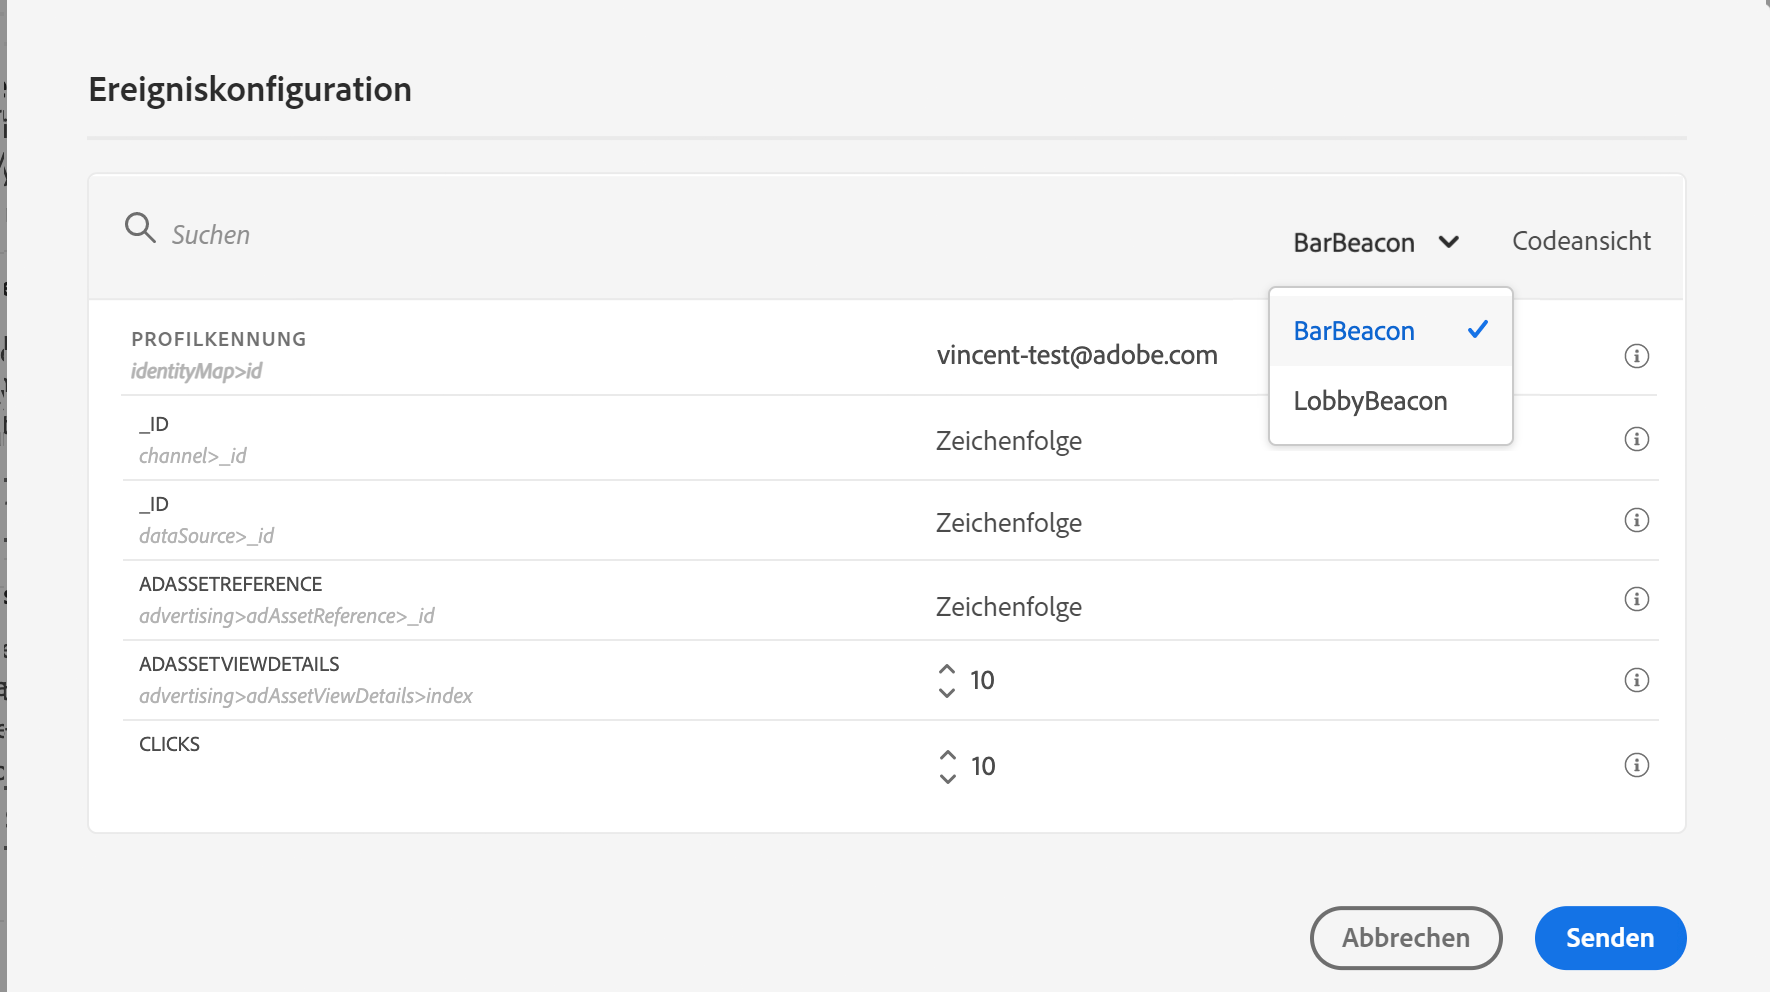 Ereigniskonfiguration
Suchen
BarBeacon
Codeansicht
BarBeacon
LobbyBeacon
PROFILKENNUNG
identityMap>id
vincent-test@adobe.com
_ID
channel>_id
Zeichenfolge
_ID
dataSource>_id
Zeichenfolge
ADASSETREFERENCE
advertising>adAssetReference>_id
Zeichenfolge
ADASSETVIEWDETAILS
advertising>adAssetViewDetails>index
10
CLICKS
10
Abbrechen
Senden